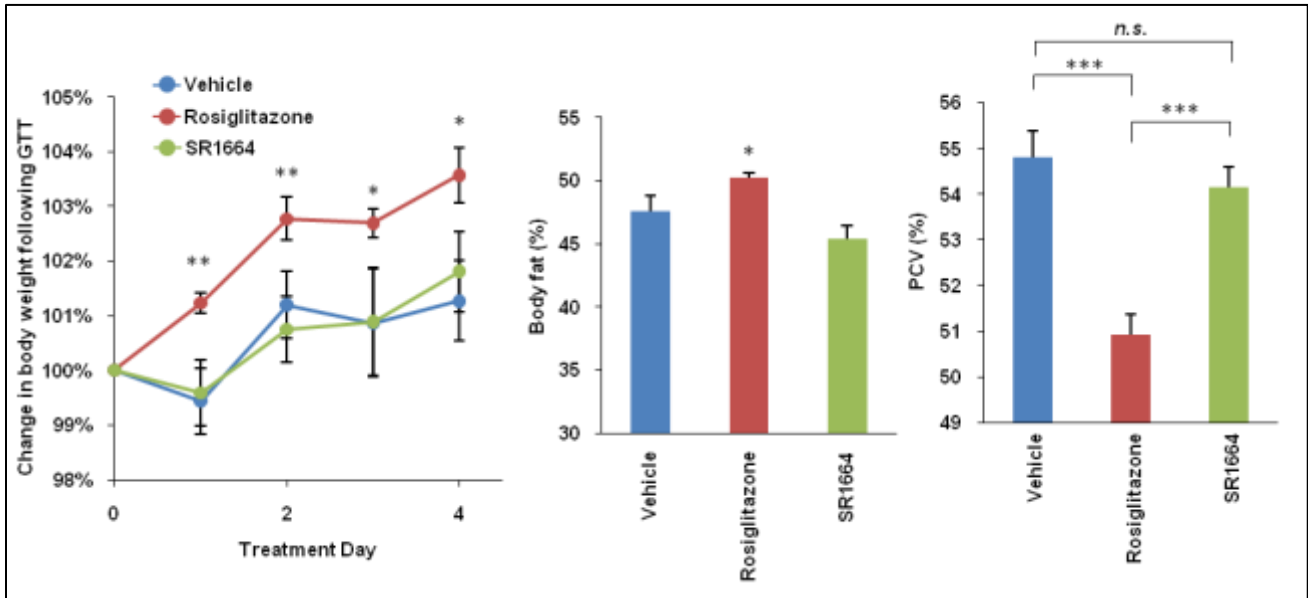 Vehicle
Rosiglitazone
SR1664
Change in body weight following GTT
105%
104%
103%
102%
101%
100%
99%
98%
**
**
*
*
0
2
4
Treatment Day
Body fat (%)
55
50
45
40
35
30
*
Vehicle
Rosiglitazone
SR1664
n.s.
***
***
PCV (%)
56
55
54
53
52
51
50
49
Vehicle
Rosiglitazone
SR1664